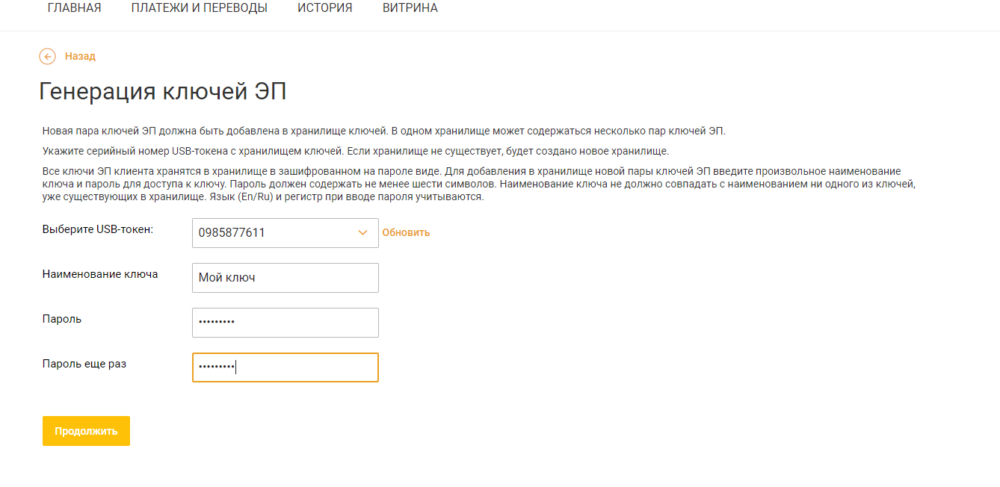 ГЛАВНАЯ ПЛАТЕЖИ И ПЕРЕВОДЫ ИСТОРИЯ ВИТРИНА
Назад
Генерация ключей ЭП
Новая пара ключей ЭП должна быть добавлена в хранилище ключей. В одном хранилище может содержаться несколько пар ключей ЭП.
Укажите серийный номер USB-токена с хранилищем ключей. Если хранилище не существует, будет создано новое хранилище.
Все ключи ЭП клиента хранятся в хранилище в зашифрованном на пароле виде. Для добавления в хранилище новой пары ключей ЭП введите произвольное наименование
ключа и пароль для доступа к ключу. Пароль должен содержать не менее шести символов. Наименование ключа не должно совпадать с наименованием ни одного из ключей,
уже существующих в хранилище. Язык (En/Ru) и регистр при вводе пароля учитываются.
Выберите USB-токен: 0985877611 Обновить
Наименование ключа Мой ключ
Пароль •••••••••
Пароль еще раз •••••••••
Продолжить